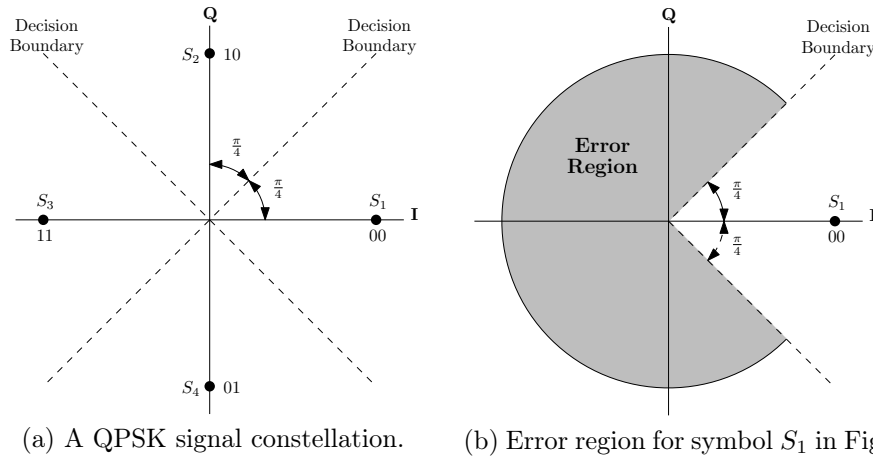 Decision
Boundary
Q
Decision
Boundary
S₂
10
π/4
π/4
S₃
11
S₁
00
I
S₄
01
(a) A QPSK signal constellation.
Q
Decision
Boundary
Error
Region
π/4
π/4
S₁
00
(b) Error region for symbol S₁ in